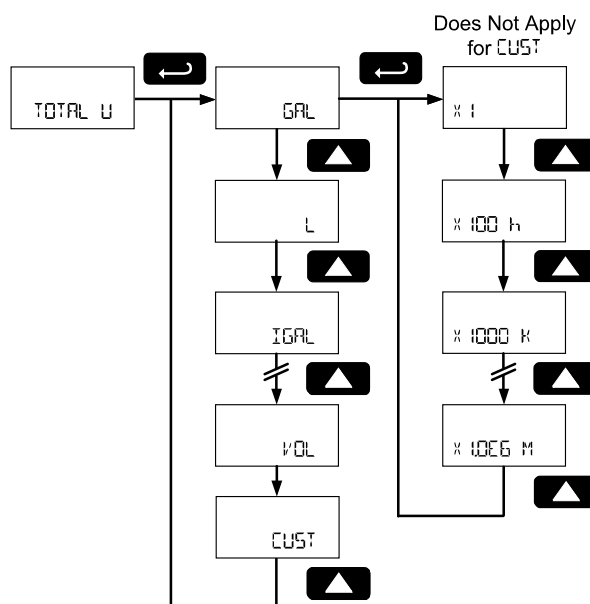 Does Not Apply
for CUST
TOTAL U
GAL
X 1
L
X 100 h
IGAL
X 1000 K
VOL
X 1.0E6 M
CUST